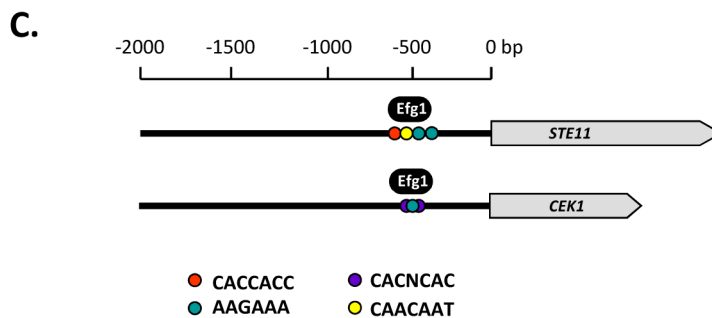 C.
-2000 -1500 -1000 -500 0 bp
Efg1
STE11
Efg1
CEK1
CACCACC CACNCAC
AAGAAA CAACAAT